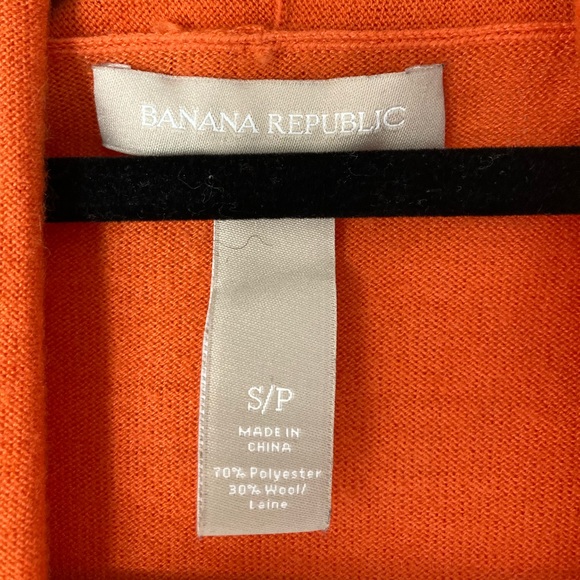 BANANA REPUBLIC
S/P
MADE IN
CHINA
70% Polyester
30% Wool/
Laine